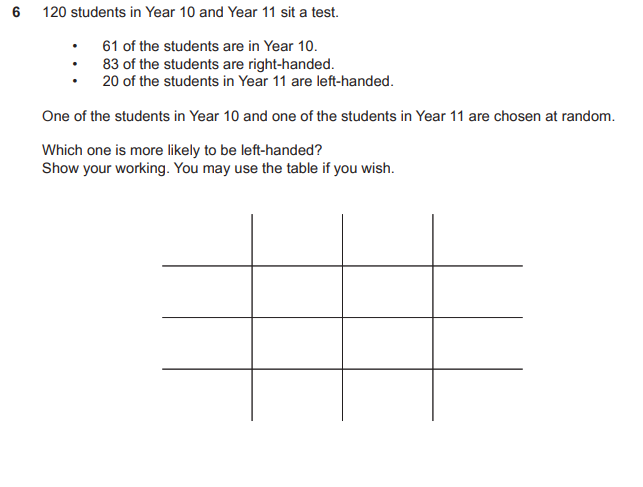 6 120 students in Year 10 and Year 11 sit a test.
• 61 of the students are in Year 10.
• 83 of the students are right-handed.
• 20 of the students in Year 11 are left-handed.
One of the students in Year 10 and one of the students in Year 11 are chosen at random.
Which one is more likely to be left-handed?
Show your working. You may use the table if you wish.